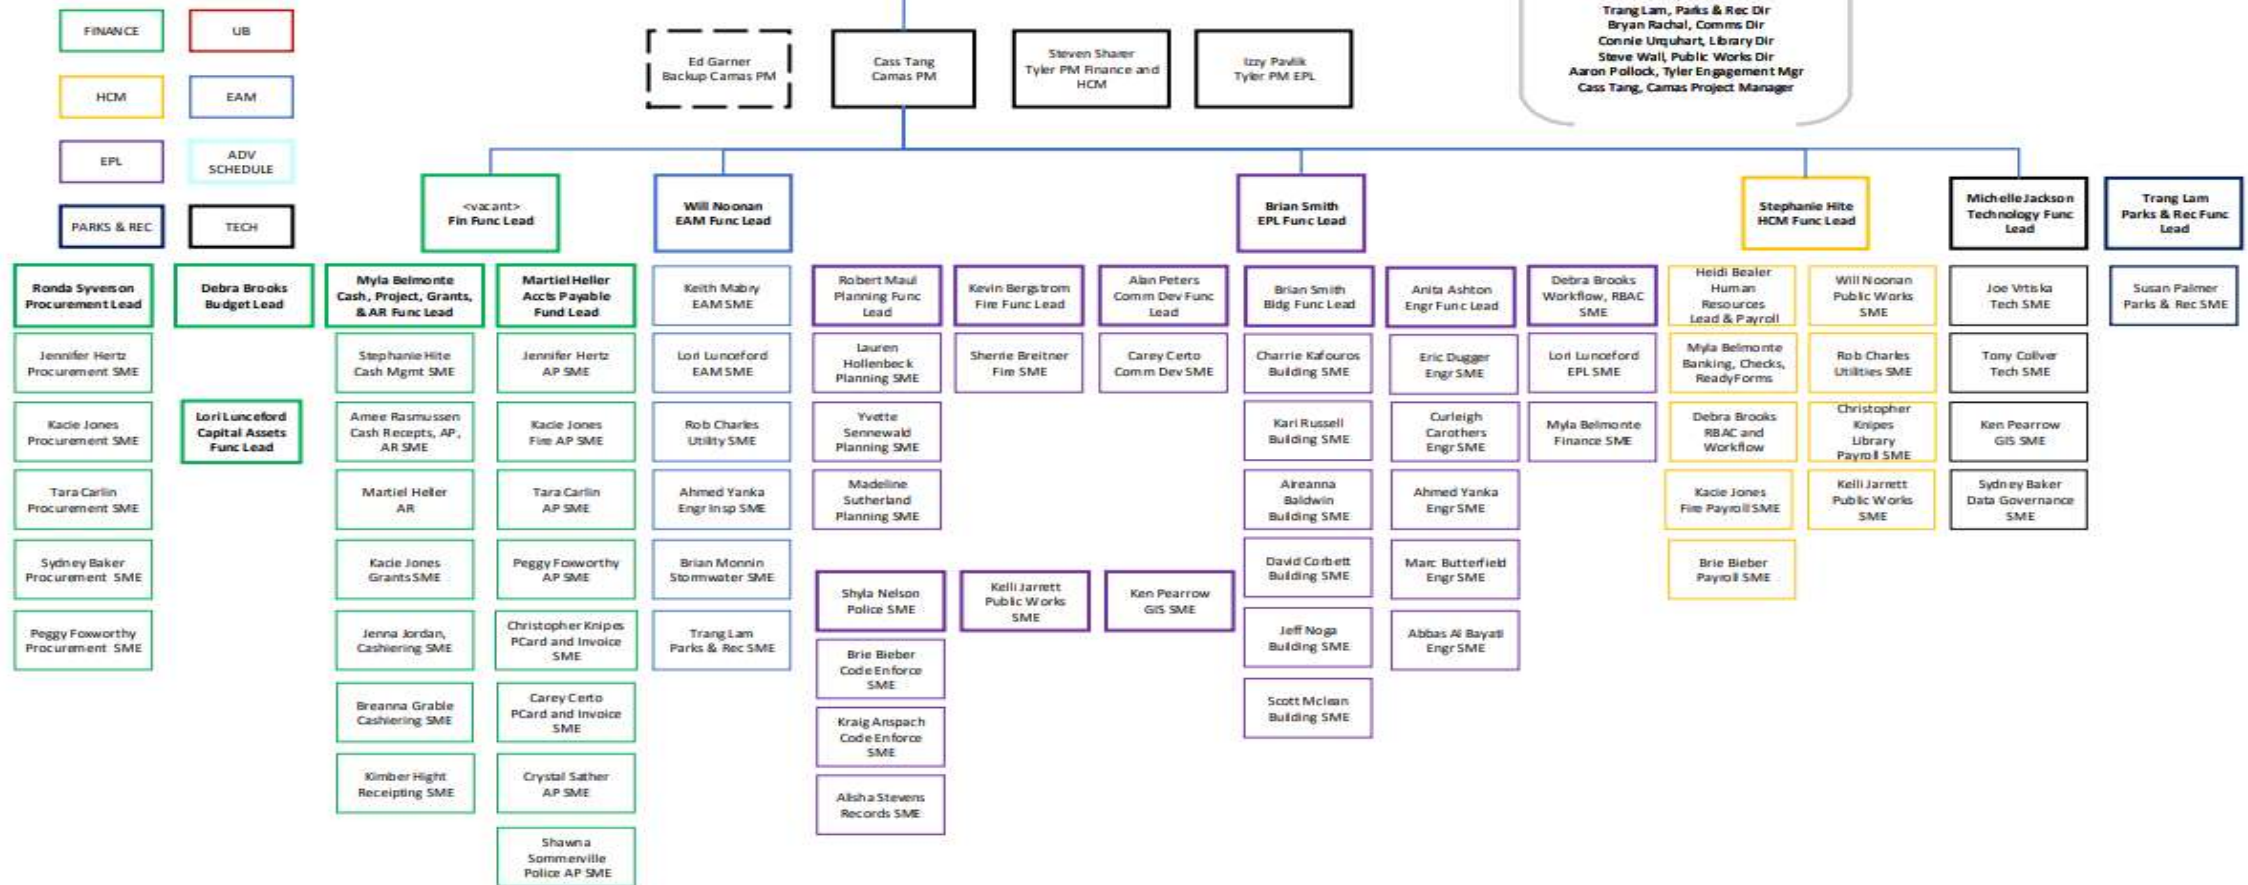 FINANCE
UB
HCM
EAM
EPL
ADV
SCHEDULE
PARKS & REC
TECH
Ed Garner
Backup Camas PM
Cass Tang
Camas PM
Steven Sharer
Tyler PM Finance and
HCM
Izzy Pavlik
Tyler PM EPL
Trang Lam, Parks & Rec Dir
Bryan Rachal, Comms Dir
Connie Urquhart, Library Dir
Steve Wall, Public Works Dir
Aaron Pollock, Tyler Engagement Mgr
Cass Tang, Camas Project Manager
<vacant>
Fin Func Lead
Will Noonan
EAM Func Lead
Brian Smith
EPL Func Lead
Stephanie Hite
HCM Func Lead
Michelle Jackson
Technology Func
Lead
Trang Lam
Parks & Rec Func
Lead
Ronda Syverson
Procurement Lead
Jennifer Hertz
Procurement SME
Kacie Jones
Procurement SME
Tara Carlin
Procurement SME
Sydney Baker
Procurement SME
Peggy Foxworthy
Procurement SME
Debra Brooks
Budget Lead
Lori Lunceford
Capital Assets
Func Lead
Myla Belmonte
Cash, Project, Grants,
& AR Func Lead
Stephanie Hite
Cash Mgmt SME
Amee Rasmussen
Cash Recepts, AP,
AR SME
Martiel Heller
AR
Kacie Jones
Grants SME
Jenna Jordan,
Cashiering SME
Breanna Grable
Cashiering SME
Kimber Hight
Receipting SME
Martiel Heller
Accts Payable
Fund Lead
Jennifer Hertz
AP SME
Kacie Jones
Fire AP SME
Tara Carlin
AP SME
Peggy Foxworthy
AP SME
Christopher Knipes
PCard and Invoice
SME
Carey Certo
PCard and Invoice
SME
Crystal Sather
AP SME
Shawna
Sommerville
Police AP SME
Keith Mabry
EAM SME
Lori Lunceford
EAM SME
Rob Charles
Utility SME
Ahmed Yanka
Engr Insp SME
Brian Monnin
Stormwater SME
Trang Lam
Parks & Rec SME
Robert Maul
Planning Func
Lead
Lauren
Hollenbeck
Planning SME
Yvette
Sennewald
Planning SME
Madeline
Sutherland
Planning SME
Shyla Nelson
Police SME
Brie Bieber
Code Enforce
SME
Kraig Anspach
Code Enforce
SME
Alisha Stevens
Records SME
Kevin Bergstrom
Fire Func Lead
Sherrie Breitner
Fire SME
Kelli Jarrett
Public Works
SME
Alan Peters
Comm Dev Func
Lead
Carey Certo
Comm Dev SME
Ken Pearrow
GIS SME
Brian Smith
Bldg Func Lead
Charrie Kafouros
Building SME
Kari Russell
Building SME
Aireanna
Baldwin
Building SME
David Corbett
Building SME
Jeff Noga
Building SME
Scott Mclean
Building SME
Anita Ashton
Engr Func Lead
Eric Dugger
Engr SME
Curleigh
Carothers
Engr SME
Ahmed Yanka
Engr SME
Marc Butterfield
Engr SME
Abbas Al Bayati
Engr SME
Debra Brooks
Workflow, RBAC
SME
Lori Lunceford
EPL SME
Myla Belmonte
Finance SME
Heidi Bealer
Human
Resources
Lead & Payroll
Myla Belmonte
Banking, Checks,
ReadyForms
Debra Brooks
RBAC and
Workflow
Kacie Jones
Fire Payroll SME
Brie Bieber
Payroll SME
Will Noonan
Public Works
SME
Rob Charles
Utilities SME
Christopher
Knipes
Library
Payroll SME
Kelli Jarrett
Public Works
SME
Joe Vrtiska
Tech SME
Tony Collver
Tech SME
Ken Pearrow
GIS SME
Sydney Baker
Data Governance
SME
Susan Palmer
Parks & Rec SME